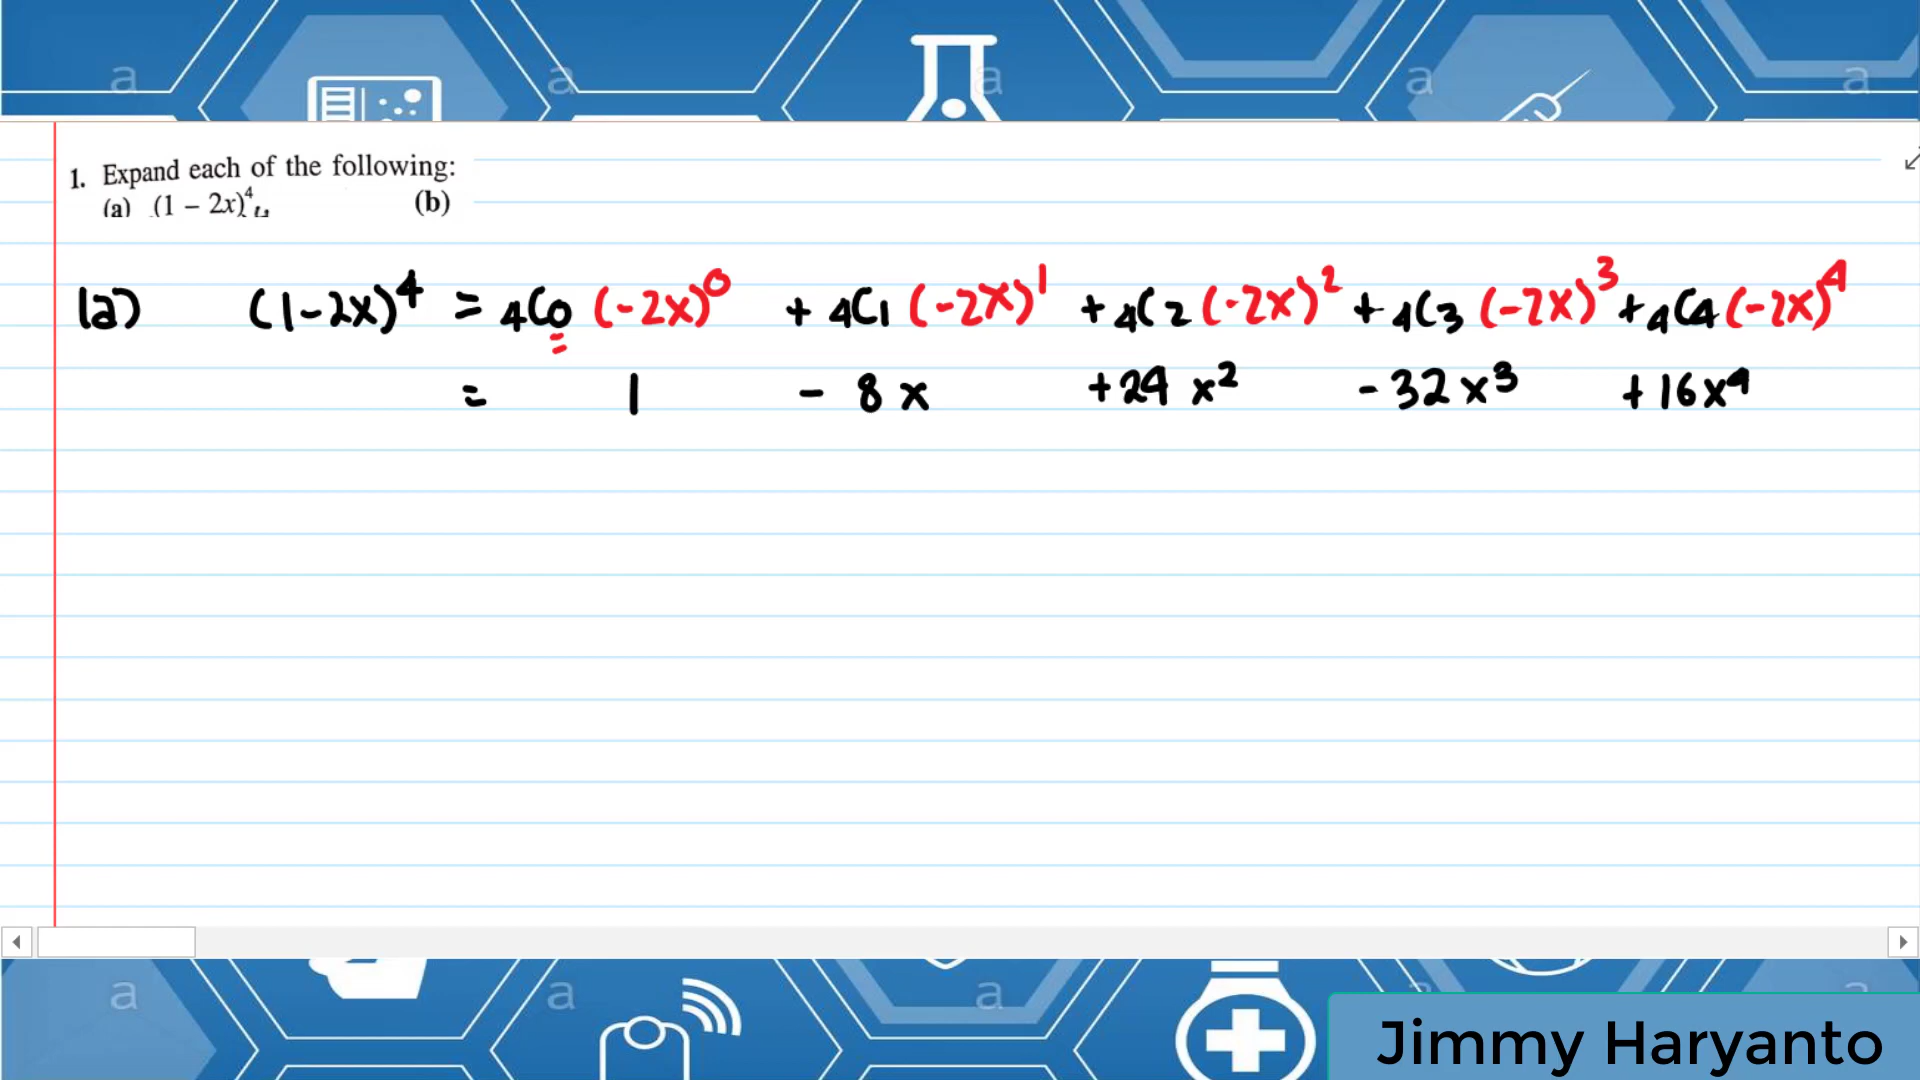 1. Expand each of the following:
(a) (1 – 2x)⁴ (b)
(a) (1-2x)⁴ = ₄C₀ (-2x)⁰ + ₄C₁ (-2x)¹ + ₄C₂ (-2x)² + ₄C₃ (-2x)³ + ₄C₄ (-2x)⁴
= 1 - 8x + 24x² - 32x³ + 16x⁴
Jimmy Haryanto